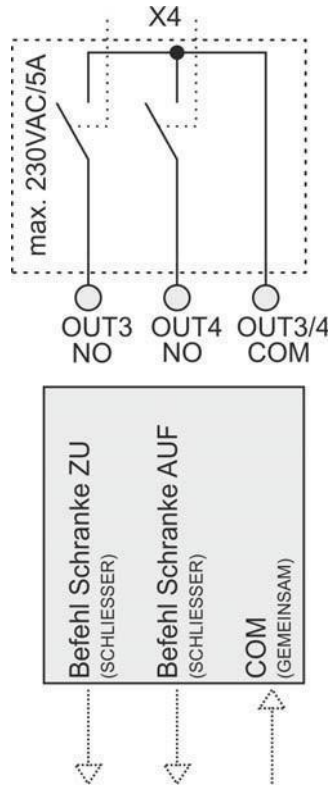 X4
max. 230VAC/5A
OUT3
NO
OUT4
NO
OUT3/4
COM
Befehl Schranke ZU
(SCHLIESSER)
Befehl Schranke AUF
(SCHLIESSER)
COM
(GEMEINSAM)